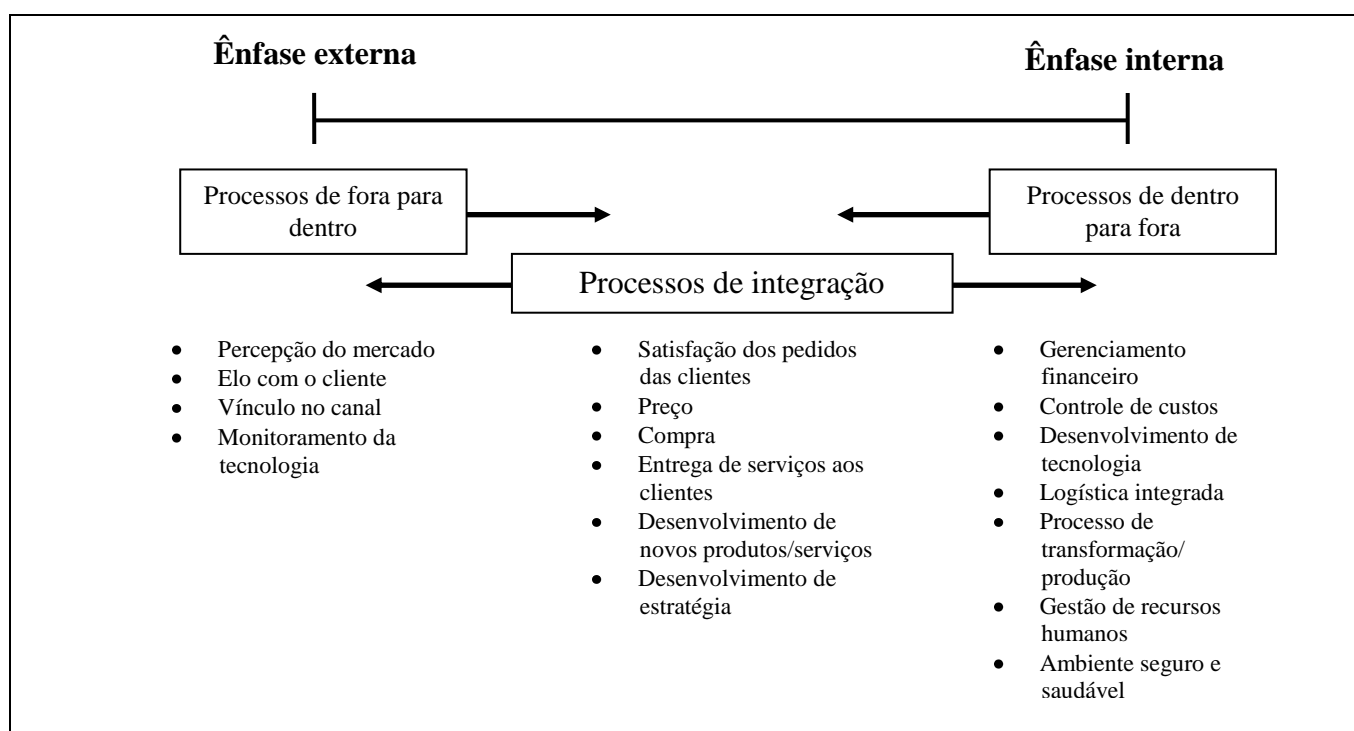 Ênfase externa
Ênfase interna
Processos de fora para
dentro
Processos de dentro
para fora
Processos de integração
• Percepção do mercado
• Elo com o cliente
• Vínculo no canal
• Monitoramento da
tecnologia
• Satisfação dos pedidos
das clientes
• Preço
• Compra
• Entrega de serviços aos
clientes
• Desenvolvimento de
novos produtos/serviços
• Desenvolvimento de
estratégia
• Gerenciamento
financeiro
• Controle de custos
• Desenvolvimento de
tecnologia
• Logística integrada
• Processo de
transformação/
produção
• Gestão de recursos
humanos
• Ambiente seguro e
saudável